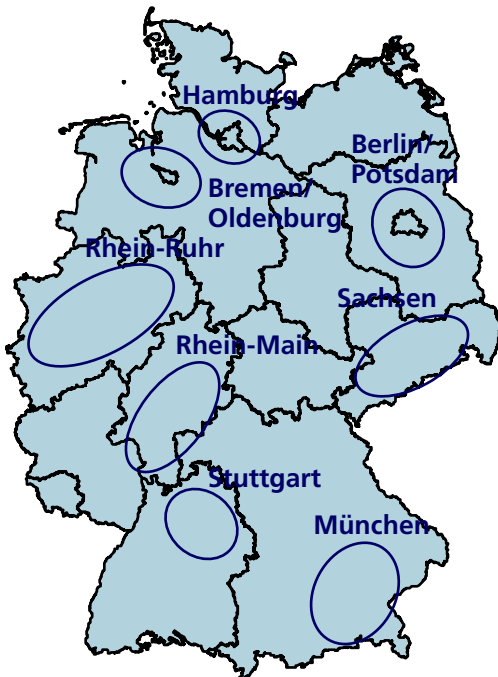 Hamburg
Berlin/
Potsdam
Bremen/
Oldenburg
Rhein-Ruhr
Sachsen
Rhein-Main
Stuttgart
München